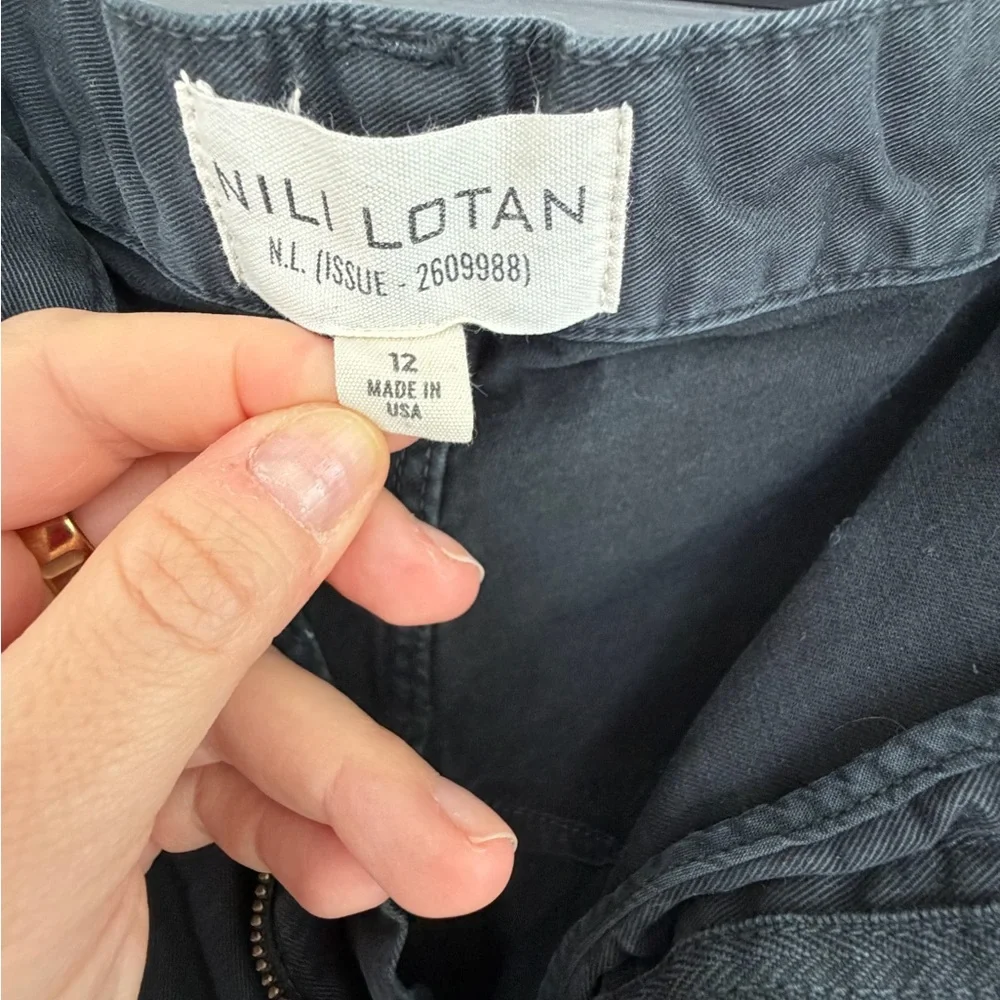 NILI LOTAN
N.L. (ISSUE - 2609988)
12
MADE IN
USA